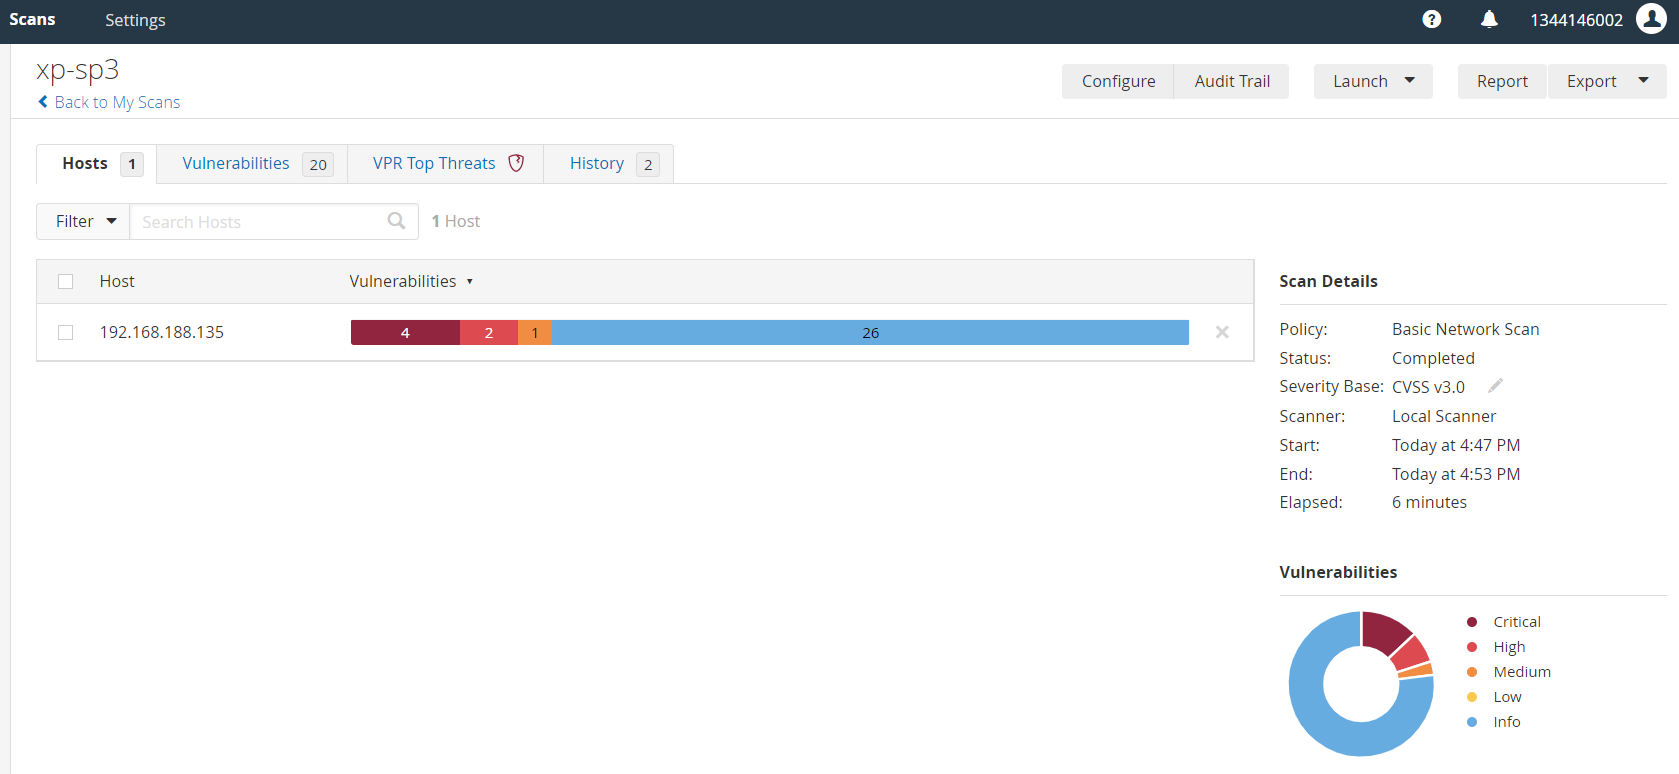 Scans Settings ? 1344146002
xp-sp3
Back to My Scans
Configure Audit Trail Launch Report Export
Hosts 1 Vulnerabilities 20 VPR Top Threats History 2
Filter Search Hosts 1 Host
Host Vulnerabilities
192.168.188.135 4 2 1 26
Scan Details
Policy: Basic Network Scan
Status: Completed
Severity Base: CVSS v3.0
Scanner: Local Scanner
Start: Today at 4:47 PM
End: Today at 4:53 PM
Elapsed: 6 minutes
Vulnerabilities
Critical
High
Medium
Low
Info